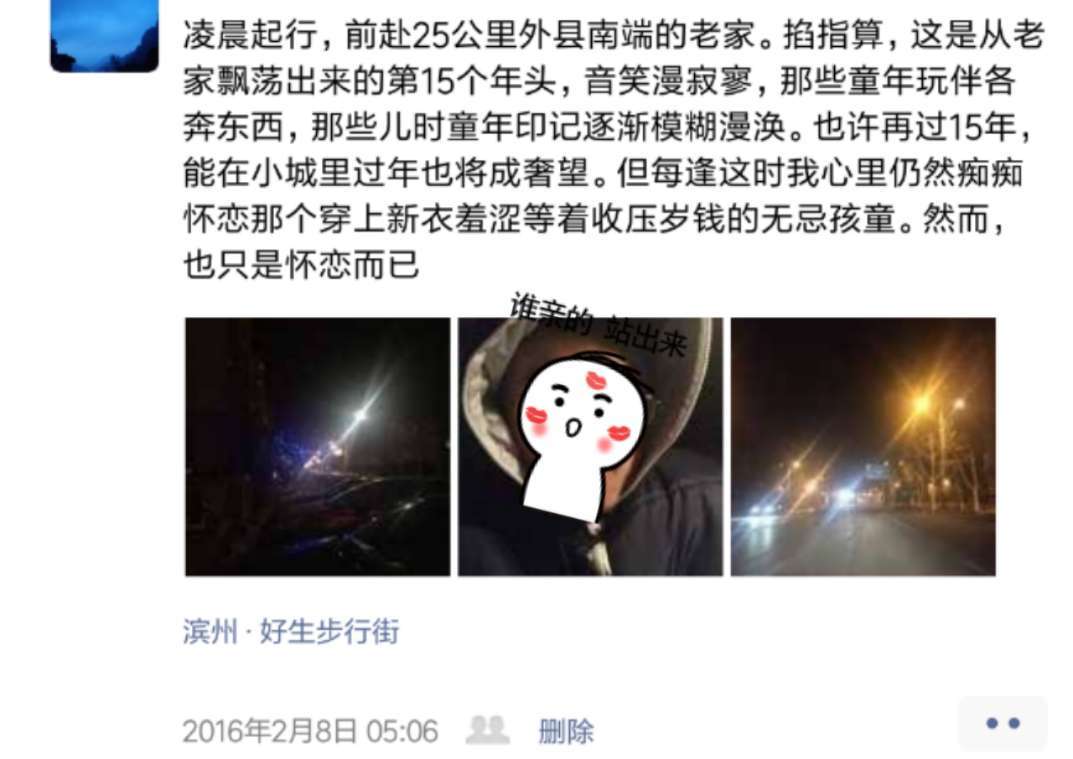 凌晨起行，前赴25公里外县南端的老家。掐指算，这是从老
家飘荡出来的第15个年头，音笑漫寂寥，那些童年玩伴各
奔东西，那些儿时童年印记逐渐模糊漫涣。也许再过15年，
能在小城里过年也将成奢望。但每逢这时我心里仍然痴痴
怀恋那个穿上新衣羞涩等着收压岁钱的无忌孩童。然而，
也只是怀恋而已
谁亲的 站出来
滨州 · 好生步行街
2016年2月8日 05:06 删除